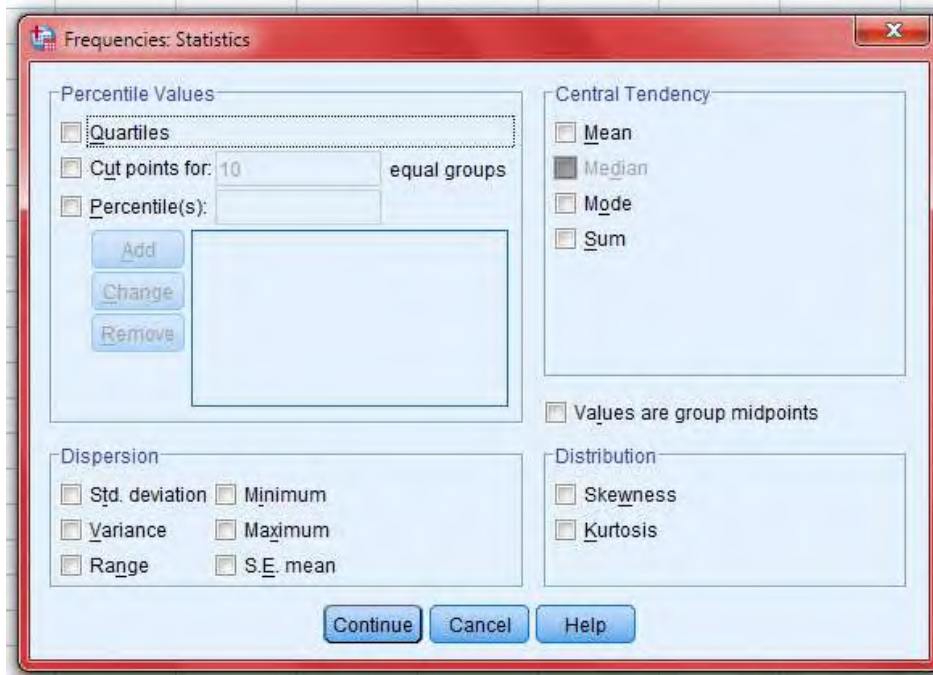 Frequencies: Statistics
Percentile Values
Quartiles
Cut points for: 10 equal groups
Percentile(s):
Add
Change
Remove
Central Tendency
Mean
Median
Mode
Sum
Values are group midpoints
Dispersion
Std. deviation Minimum
Variance Maximum
Range S.E. mean
Distribution
Skewness
Kurtosis
Continue Cancel Help